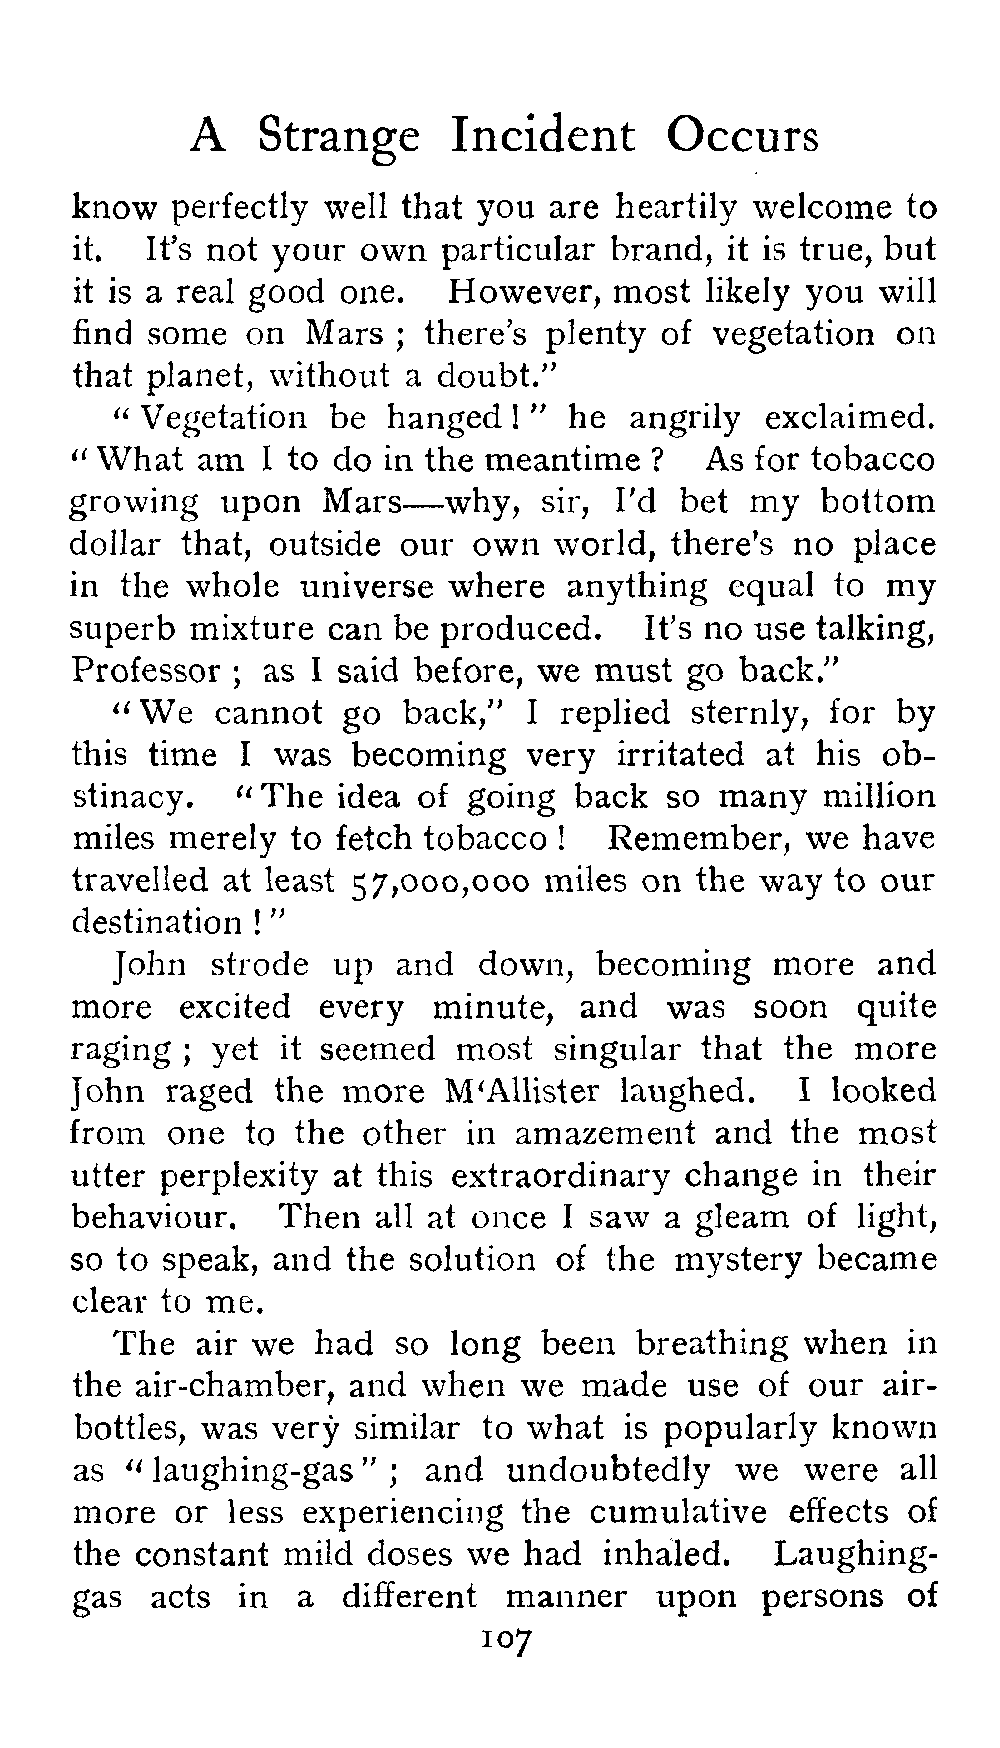 A Strange Incident Occurs
know perfectly well that you are heartily welcome to
it. It's not your own particular brand, it is true, but
it is a real good one. However, most likely you will
find some on Mars ; there's plenty of vegetation on
that planet, without a doubt."
" Vegetation be hanged ! " he angrily exclaimed.
" What am I to do in the meantime ? As for tobacco
growing upon Mars—why, sir, I'd bet my bottom
dollar that, outside our own world, there's no place
in the whole universe where anything equal to my
superb mixture can be produced. It's no use talking,
Professor ; as I said before, we must go back."
" We cannot go back," I replied sternly, for by
this time I was becoming very irritated at his ob-
stinacy. " The idea of going back so many million
miles merely to fetch tobacco ! Remember, we have
travelled at least 57,000,000 miles on the way to our
destination ! "
John strode up and down, becoming more and
more excited every minute, and was soon quite
raging ; yet it seemed most singular that the more
John raged the more M'Allister laughed. I looked
from one to the other in amazement and the most
utter perplexity at this extraordinary change in their
behaviour. Then all at once I saw a gleam of light,
so to speak, and the solution of the mystery became
clear to me.
The air we had so long been breathing when in
the air-chamber, and when we made use of our air-
bottles, was very similar to what is popularly known
as " laughing-gas " ; and undoubtedly we were all
more or less experiencing the cumulative effects of
the constant mild doses we had inhaled. Laughing-
gas acts in a different manner upon persons of
107